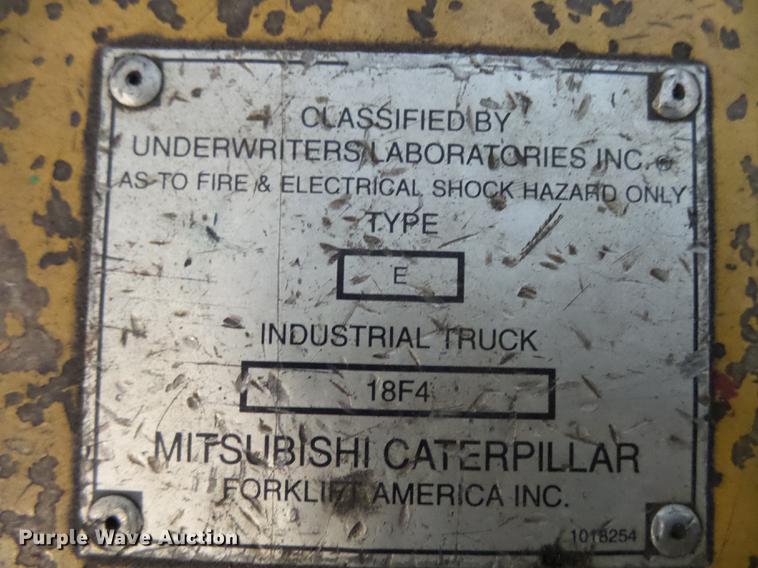 CLASSIFIED BY
UNDERWRITERS LABORATORIES INC.®
AS TO FIRE & ELECTRICAL SHOCK HAZARD ONLY
TYPE
E
INDUSTRIAL TRUCK
18F4
MITSUBISHI CATERPILLAR
FORKLIFT AMERICA INC.
1018254
Purple Wave Auction